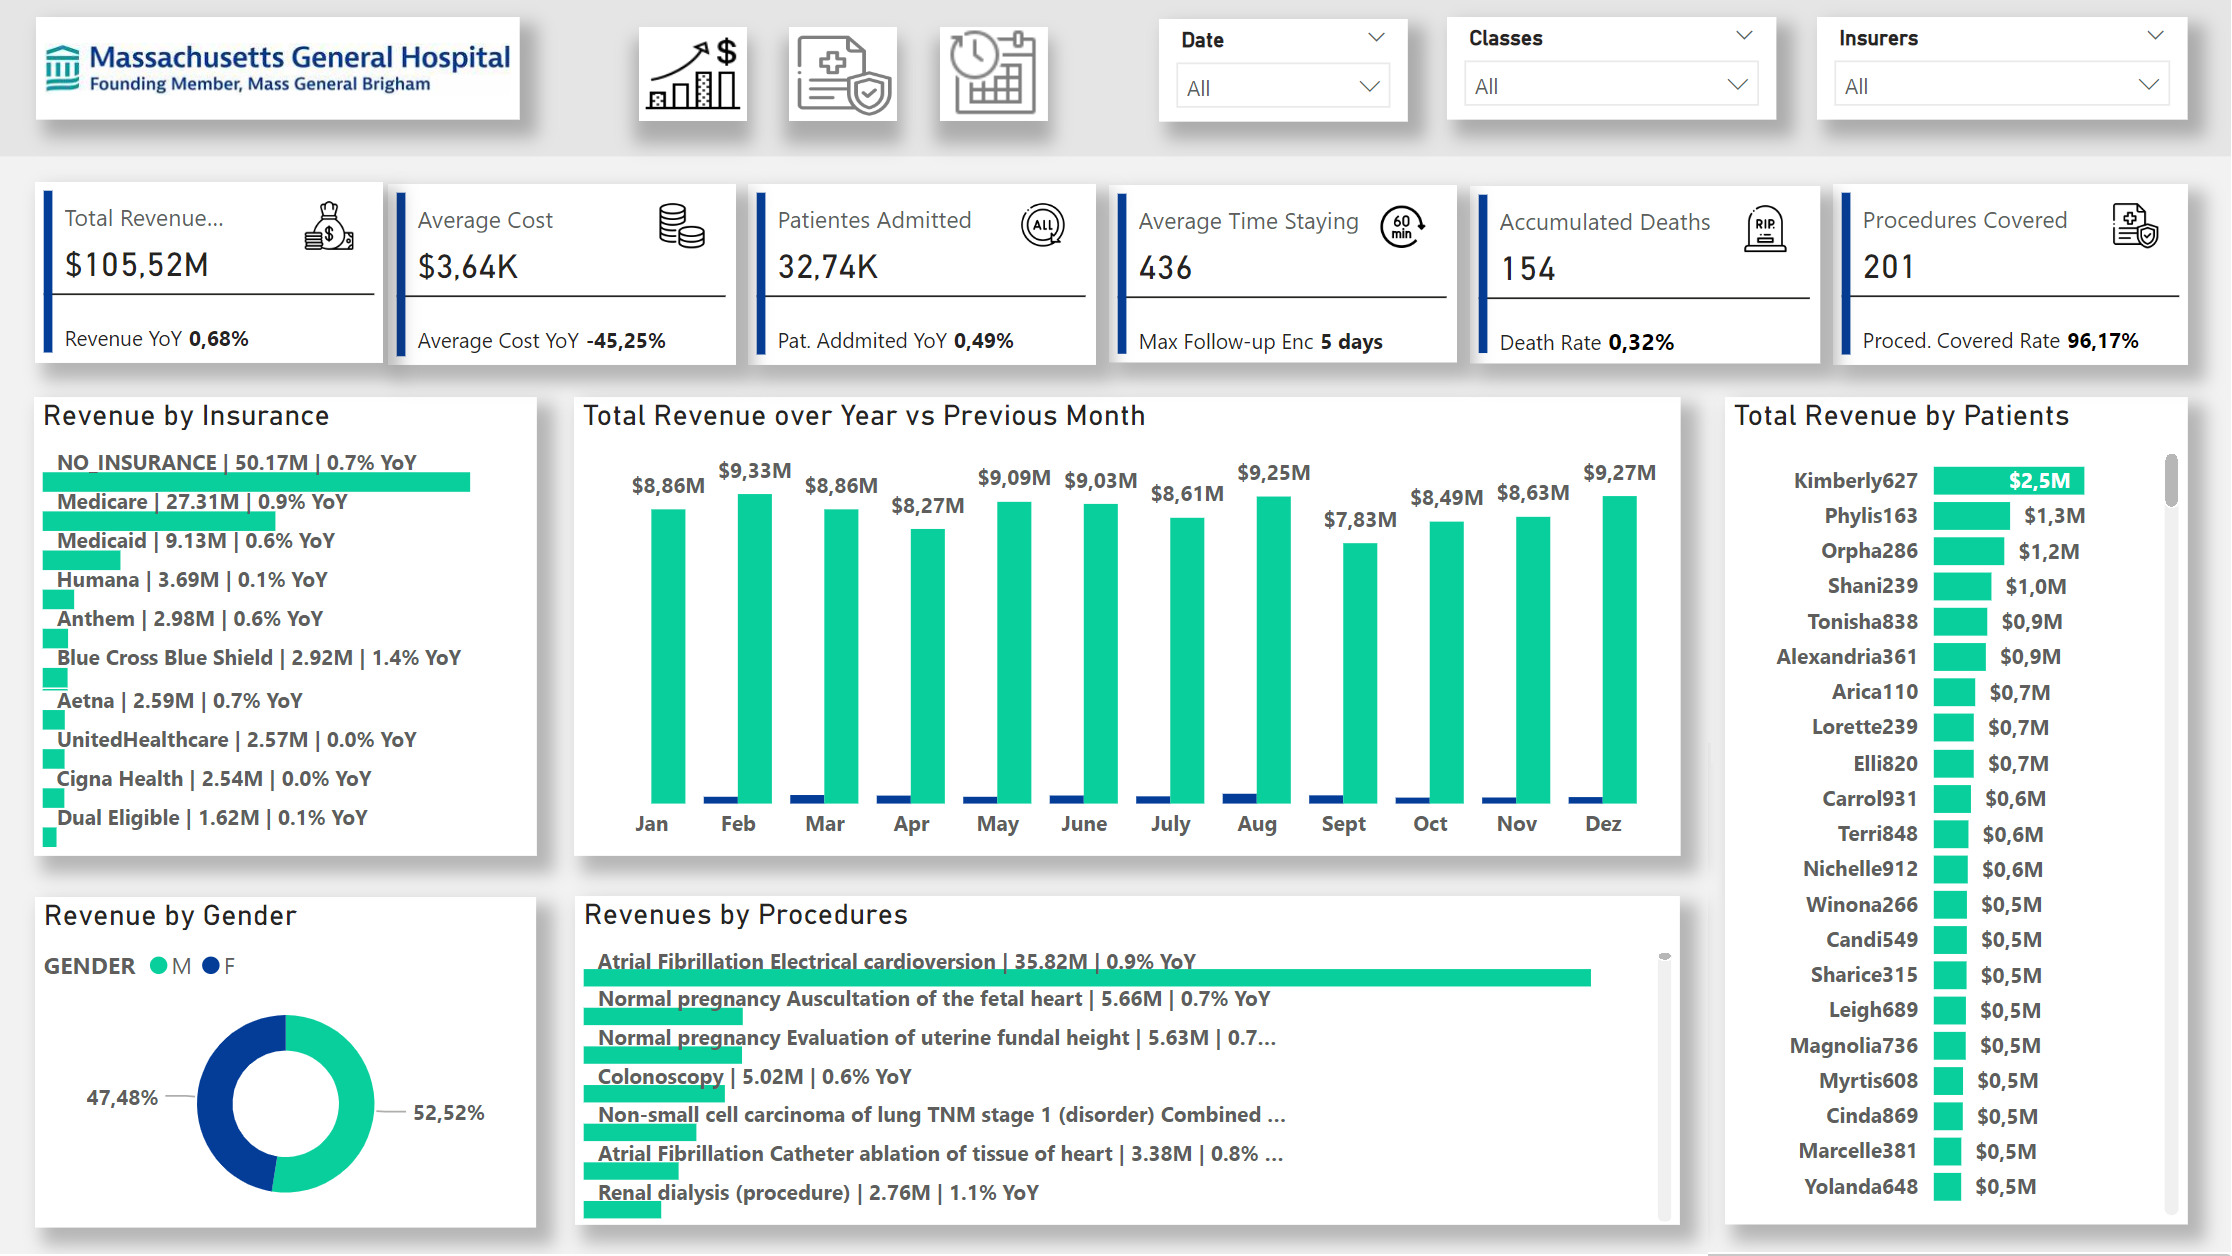 Massachusetts General Hospital
Founding Member, Mass General Brigham
$
Date
All
Classes
All
Insurers
All
Total Revenue...
$
$105,52M
Revenue YoY 0,68%
Average Cost
$3,64K
Average Cost YoY -45,25%
Patientes Admitted
ALL
32,74K
Pat. Addmited YoY 0,49%
Average Time Staying
60
min
436
Max Follow-up Enc 5 days
Accumulated Deaths
RIP.
154
Death Rate 0,32%
Procedures Covered
201
Proced. Covered Rate 96,17%
Revenue by Insurance
NO_INSURANCE | 50.17M | 0.7% YoY
Medicare | 27.31M | 0.9% YoY
Medicaid | 9.13M | 0.6% YoY
Humana | 3.69M | 0.1% YoY
Anthem | 2.98M | 0.6% YoY
Blue Cross Blue Shield | 2.92M | 1.4% YoY
Aetna | 2.59M | 0.7% YoY
UnitedHealthcare | 2.57M | 0.0% YoY
Cigna Health | 2.54M | 0.0% YoY
Dual Eligible | 1.62M | 0.1% YoY
Total Revenue over Year vs Previous Month
$8,86M $9,33M $8,86M $8,27M $9,09M $9,03M $8,61M $9,25M $7,83M $8,49M $8,63M $9,27M
Jan Feb Mar Apr May June July Aug Sept Oct Nov Dez
Total Revenue by Patients
Kimberly627 $2,5M
Phylis163 $1,3M
Orpha286 $1,2M
Shani239 $1,0M
Tonisha838 $0,9M
Alexandria361 $0,9M
Arica110 $0,7M
Lorette239 $0,7M
Elli820 $0,7M
Carrol931 $0,6M
Terri848 $0,6M
Nichelle912 $0,6M
Winona266 $0,5M
Candi549 $0,5M
Sharice315 $0,5M
Leigh689 $0,5M
Magnolia736 $0,5M
Myrtis608 $0,5M
Cinda869 $0,5M
Marcelle381 $0,5M
Yolanda648 $0,5M
Revenue by Gender
GENDER M F
47,48%
52,52%
Revenues by Procedures
Atrial Fibrillation Electrical cardioversion | 35.82M | 0.9% YoY
Normal pregnancy Auscultation of the fetal heart | 5.66M | 0.7% YoY
Normal pregnancy Evaluation of uterine fundal height | 5.63M | 0.7...
Colonoscopy | 5.02M | 0.6% YoY
Non-small cell carcinoma of lung TNM stage 1 (disorder) Combined ...
Atrial Fibrillation Catheter ablation of tissue of heart | 3.38M | 0.8% ...
Renal dialysis (procedure) | 2.76M | 1.1% YoY